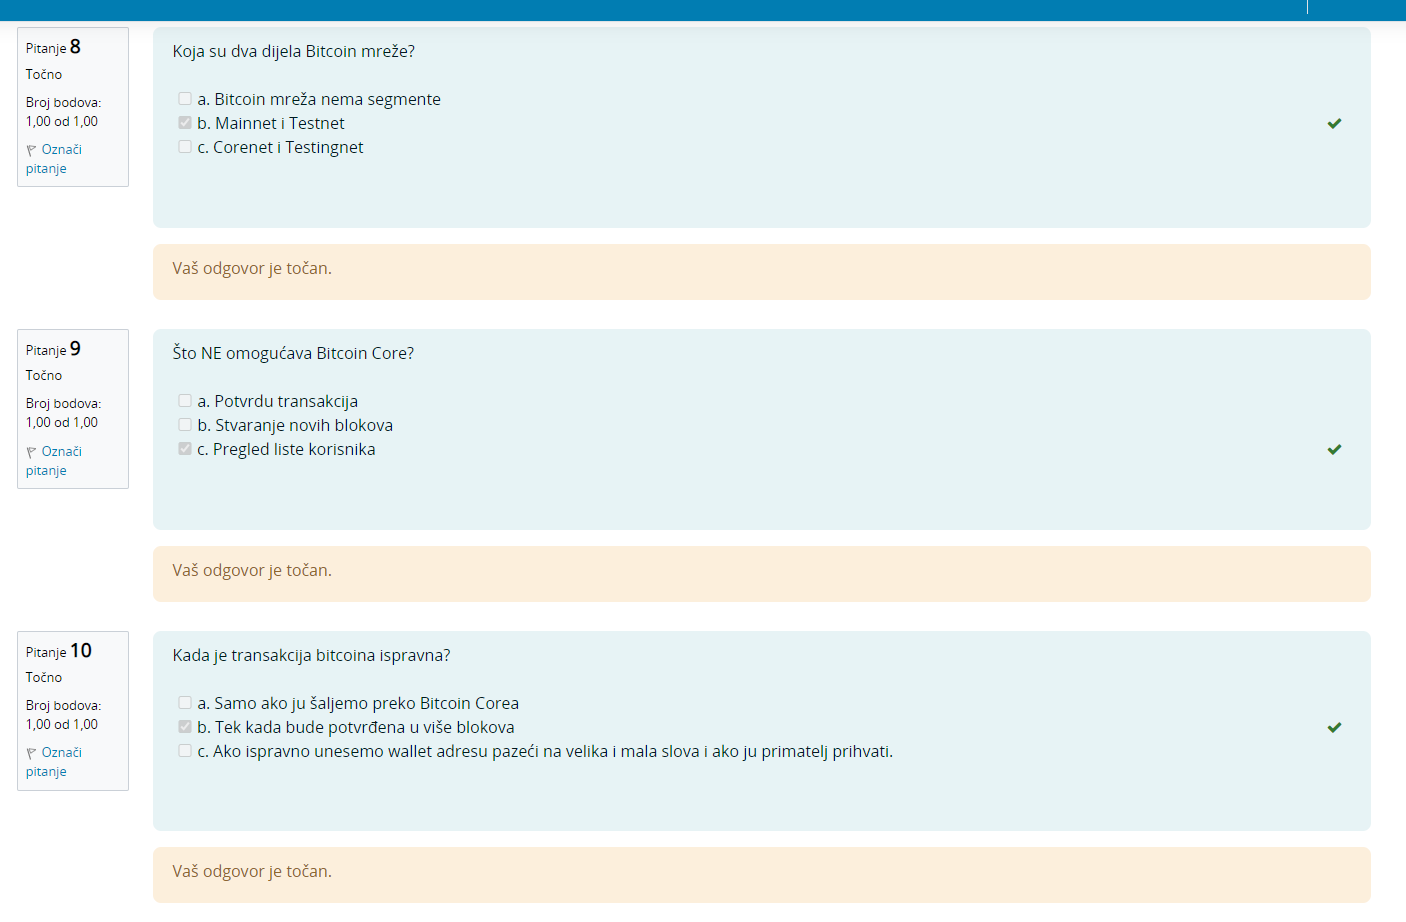 Pitanje 8
Točno
Broj bodova:
1,00 od 1,00
Označi
pitanje
Koja su dva dijela Bitcoin mreže?
a. Bitcoin mreža nema segmente
b. Mainnet i Testnet
c. Corenet i Testingnet
Vaš odgovor je točan.
Pitanje 9
Točno
Broj bodova:
1,00 od 1,00
Označi
pitanje
Što NE omogućava Bitcoin Core?
a. Potvrdu transakcija
b. Stvaranje novih blokova
c. Pregled liste korisnika
Vaš odgovor je točan.
Pitanje 10
Točno
Broj bodova:
1,00 od 1,00
Označi
pitanje
Kada je transakcija bitcoina ispravna?
a. Samo ako ju šaljemo preko Bitcoin Corea
b. Tek kada bude potvrđena u više blokova
c. Ako ispravno unesemo wallet adresu pazeći na velika i mala slova i ako ju primatelj prihvati.
Vaš odgovor je točan.